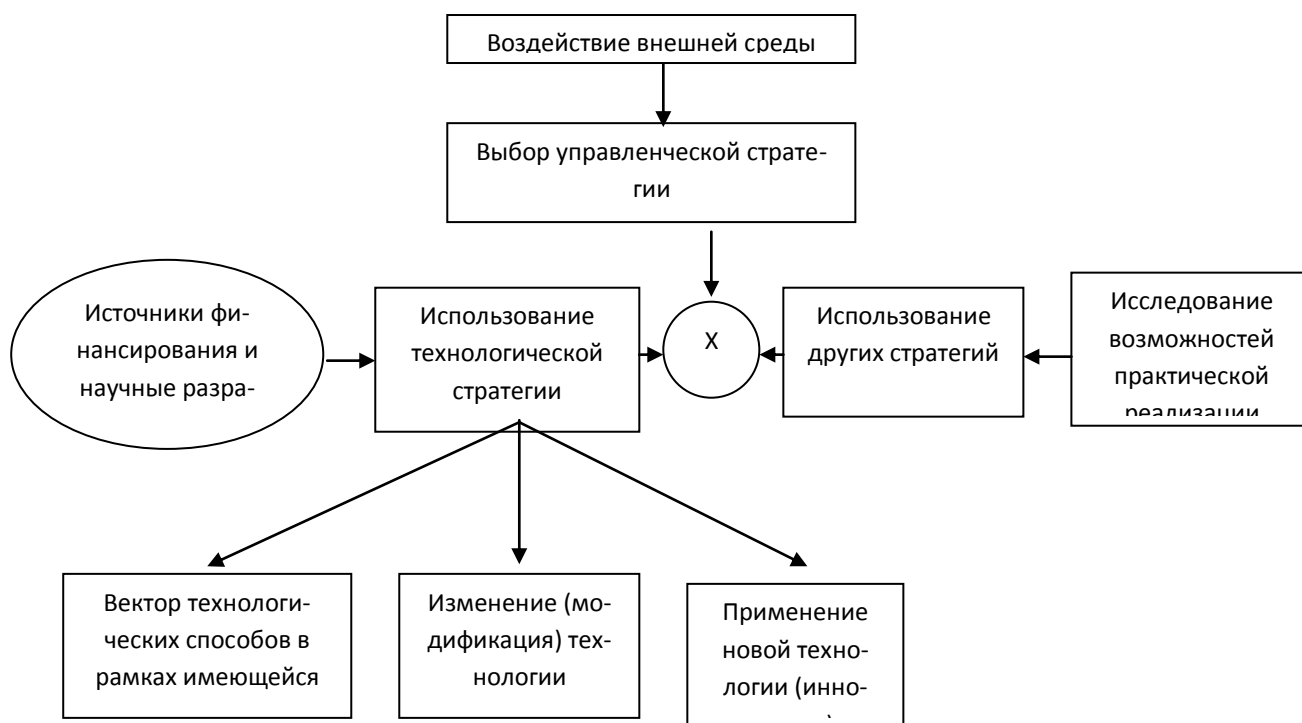 Воздействие внешней среды
Выбор управленческой страте-
гии
Источники фи-
нансирования и
научные разра-
Использование
технологической
стратегии
X
Использование
других стратегий
Исследование
возможностей
практической
реализации
Вектор технологи-
ческих способов в
рамках имеющейся
Изменение (мо-
дификация) тех-
нологии
Применение
новой техно-
логии (инно-